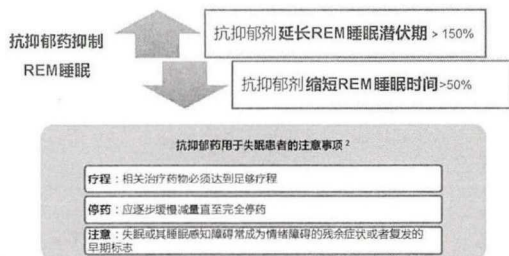 抗抑郁药抑制
REM睡眠
抗抑郁剂延长REM睡眠潜伏期 > 150%
抗抑郁剂缩短REM睡眠时间>50%
抗抑郁药用于失眠患者的注意事项2
疗程：相关治疗药物必须达到足够疗程
停药：应逐步缓慢减量直至完全停药
注意：失眠或其睡眠感知障碍常成为情绪障碍的残余症状或者复发的
早期标志